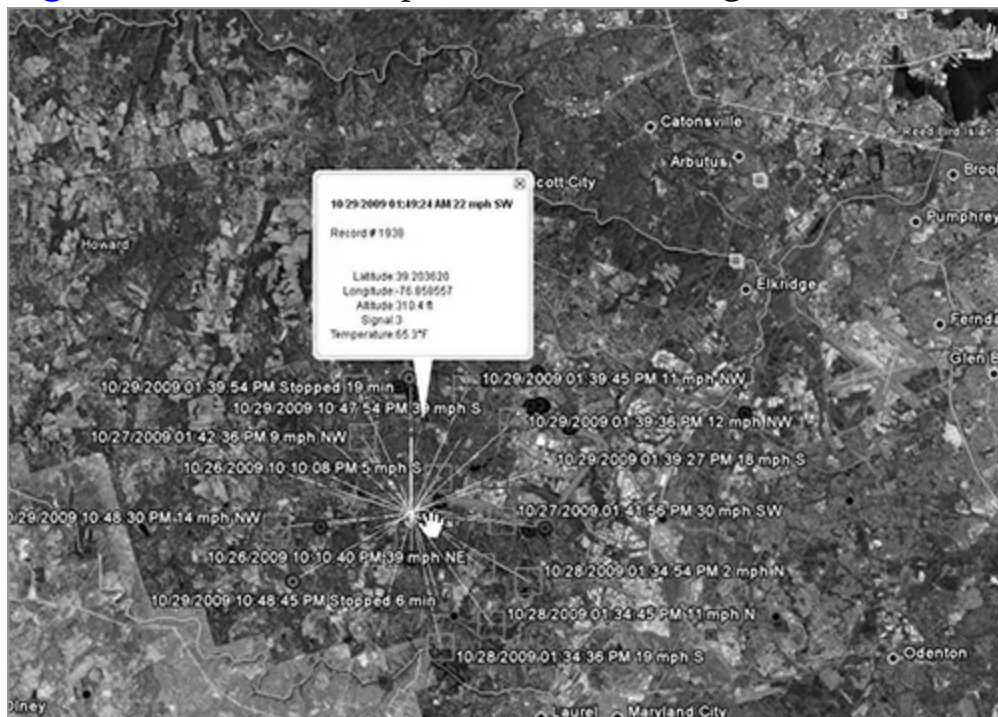 Catonsville
Reed Bird Islan
Arbutus
Broo
cott City
10/29/2009 01:49:24 AM 22 mph SW
Pumphrey
Record # 1938
Howard
Latitude:39.203620
Longitude:-76.858557
Elkridge
Altitude:310.4 ft
Signal:3
Fernda
Temperature:65.3°F
Glen B
10/29/2009 01:39:54 PM Stopped 19 min
10/29/2009 01:39:45 PM 11 mph NW
10/29/2009 10:47:54 PM 39 mph S
10/29/2009 01:39:36 PM 12 mph NW
10/27/2009 01:42:36 PM 9 mph NW
10/26/2009 10:10:08 PM 5 mph S
10/29/2009 01:39:27 PM 18 mph S
0/29/2009 10:48:30 PM 14 mph NW
10/27/2009 01:41:56 PM 30 mph SW
10/26/2009 10:10:40 PM 39 mph NE
10/28/2009 01:34:54 PM 2 mph N
10/29/2009 10:48:45 PM Stopped 6 min
10/28/2009 01:34:45 PM 11 mph N
10/28/2009 01:34:36 PM 19 mph S
Odenton
Olney
Laurel
Maryland City